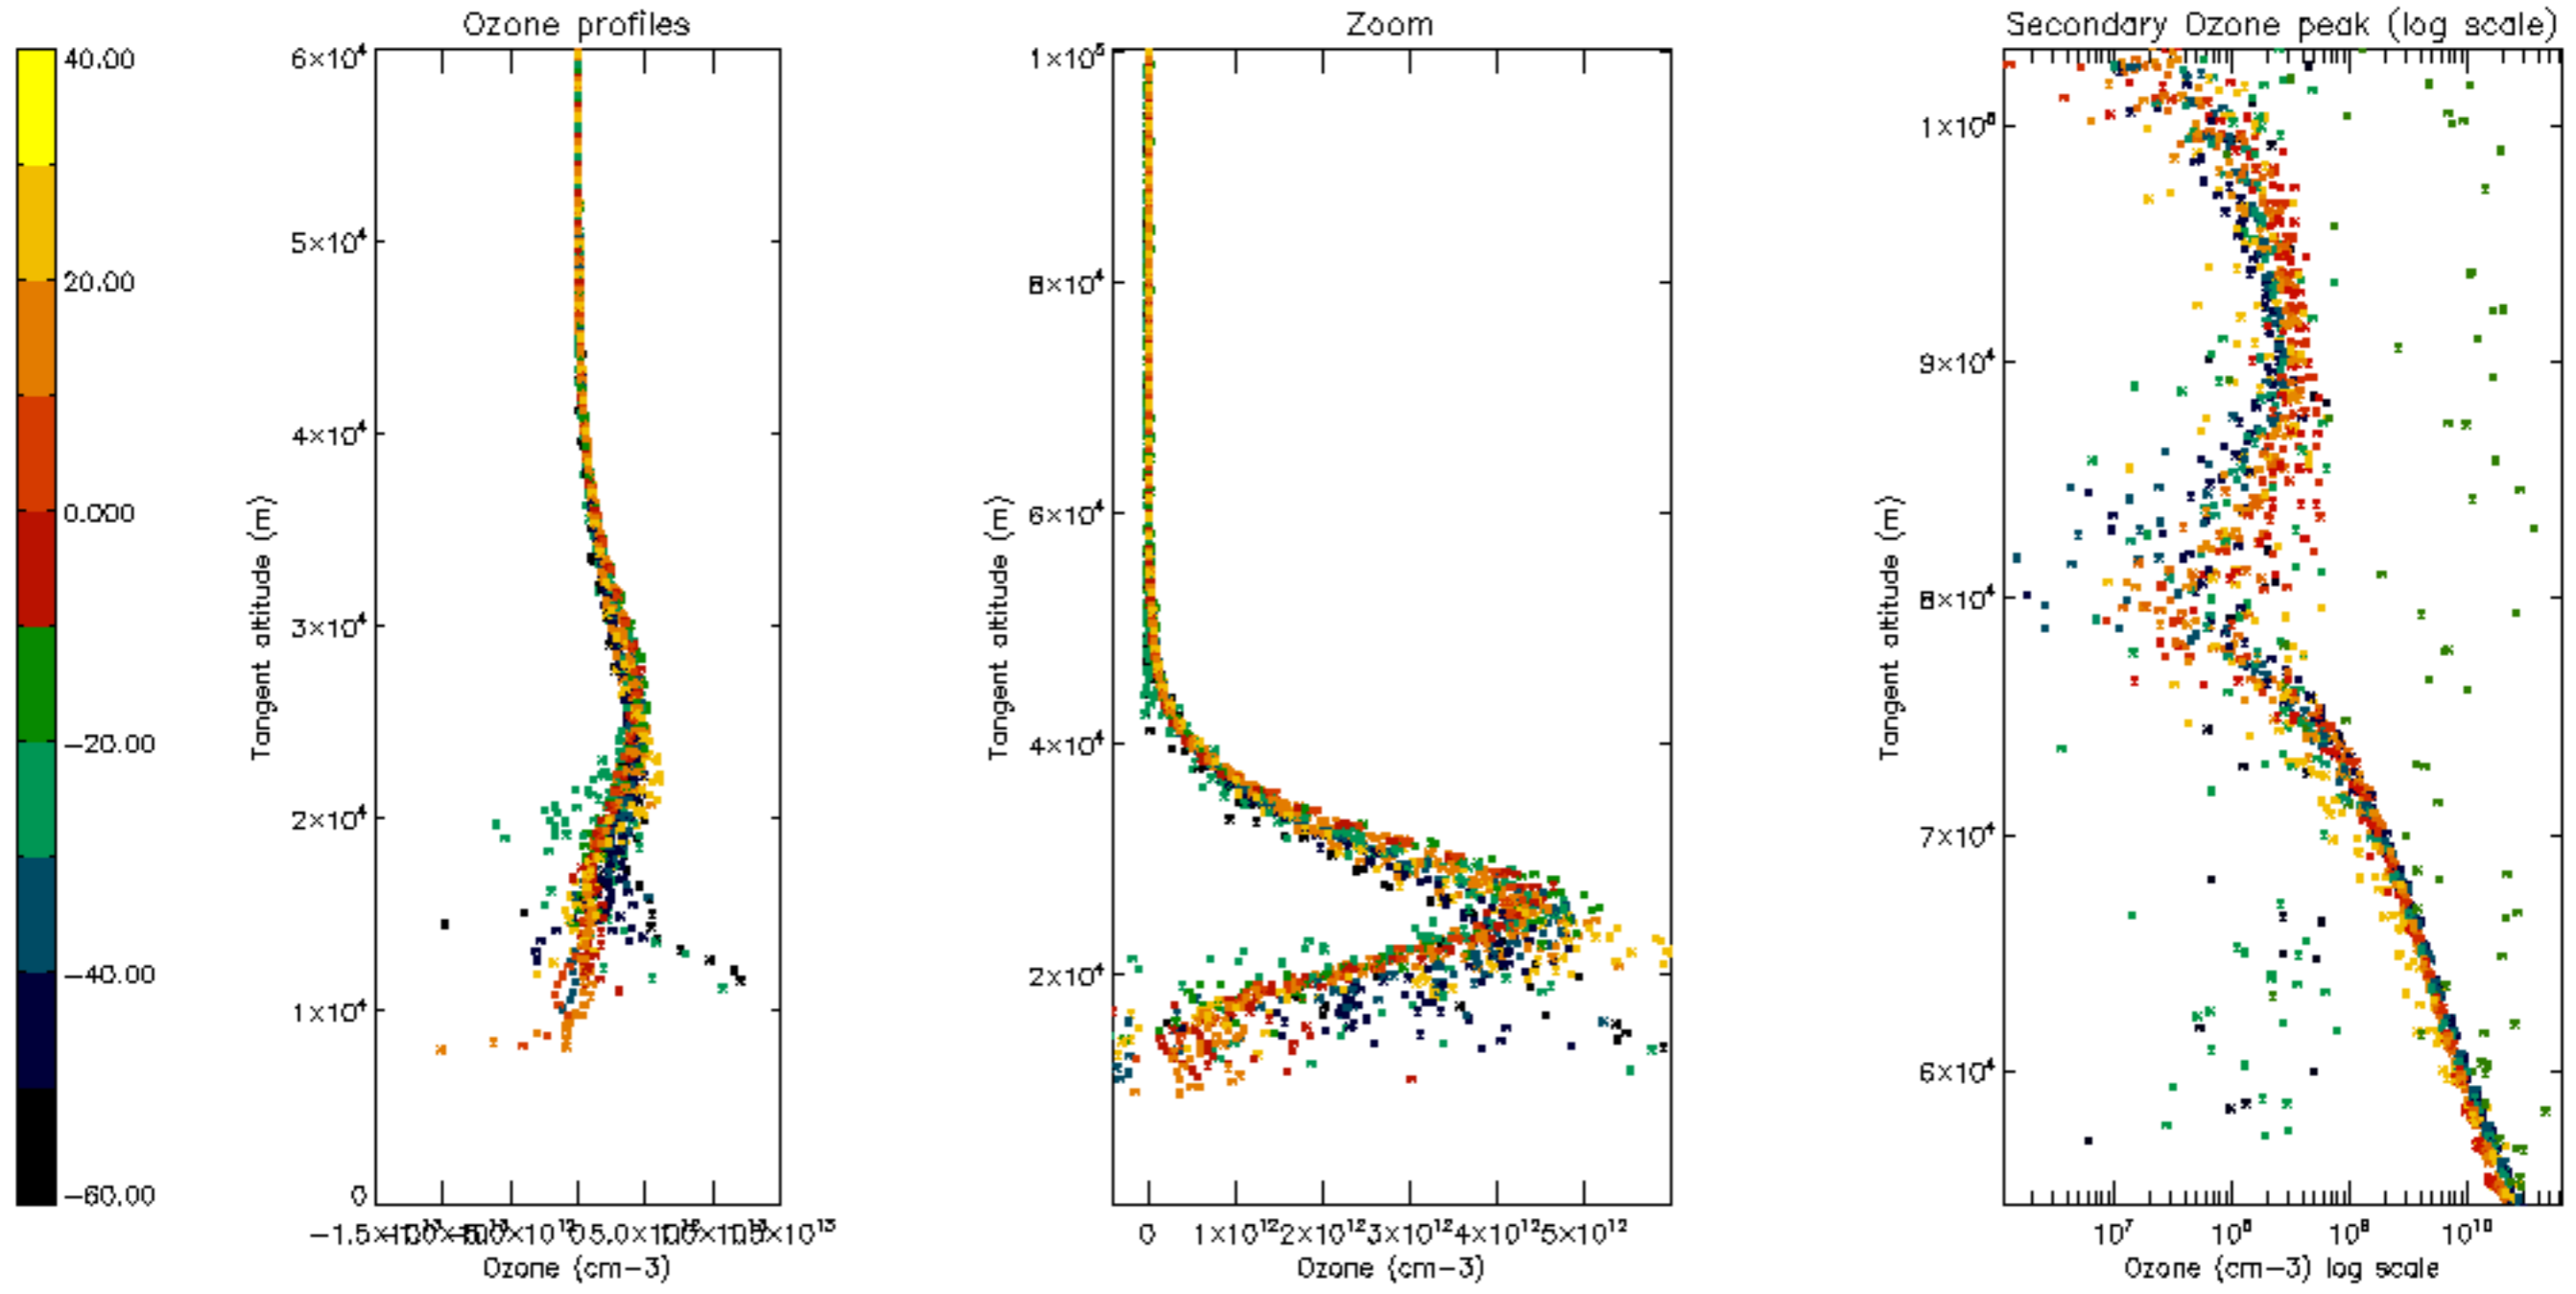 Ozone profiles
Zoom
Secondary Ozone peak (log scale)
40.00
20.00
0.000
−20.00
−40.00
−60.00
6×10⁴
5×10⁴
4×10⁴
3×10⁴
2×10⁴
1×10⁴
0
Tangent altitude (m)
Ozone (cm−3)
1×10⁵
8×10⁴
6×10⁴
4×10⁴
2×10⁴
Tangent altitude (m)
0 1×10¹² 2×10¹² 3×10¹² 4×10¹² 5×10¹²
Ozone (cm−3)
1×10⁵
9×10⁴
8×10⁴
7×10⁴
6×10⁴
Tangent altitude (m)
10⁷ 10⁸ 10⁹ 10¹⁰
Ozone (cm−3) log scale